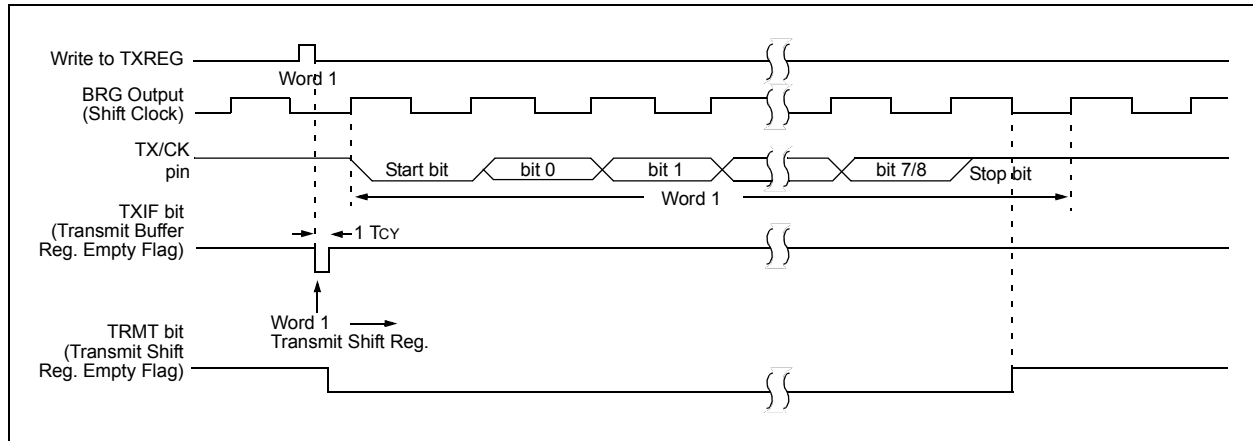 Write to TXREG
Word 1
BRG Output
(Shift Clock)
TX/CK
pin
Start bit
bit 0
bit 1
bit 7/8
Stop bit
Word 1
TXIF bit
(Transmit Buffer
Reg. Empty Flag)
1 TCY
Word 1
Transmit Shift Reg.
TRMT bit
(Transmit Shift
Reg. Empty Flag)